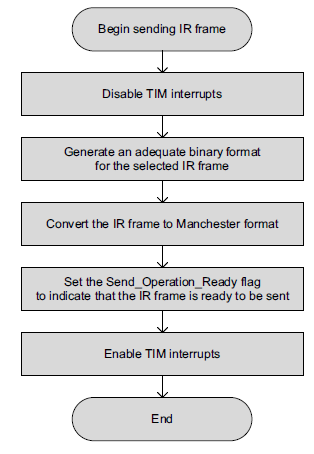 Begin sending IR frame
Disable TIM interrupts
Generate an adequate binary format
for the selected IR frame
Convert the IR frame to Manchester format
Set the Send_Operation_Ready flag
to indicate that the IR frame is ready to be sent
Enable TIM interrupts
End